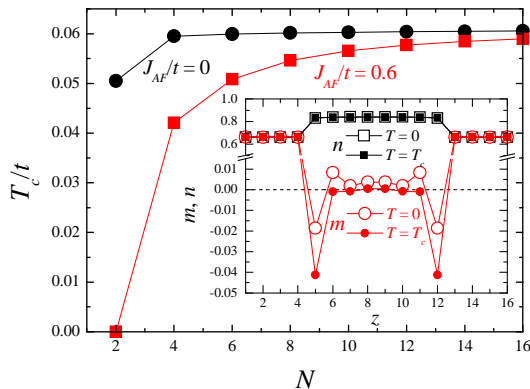 0.06
0.05
0.04
0.03
0.02
0.01
0.00
T_c/t
2 4 6 8 10 12 14 16
N
J_AF/t = 0
J_AF/t = 0.6
1.0
0.8
0.6
0.01
0.00
-0.01
-0.02
-0.03
-0.04
-0.05
m, n
2 4 6 8 10 12 14 16
z
n
T = 0
T = T_c
m
T = 0
T = T_c